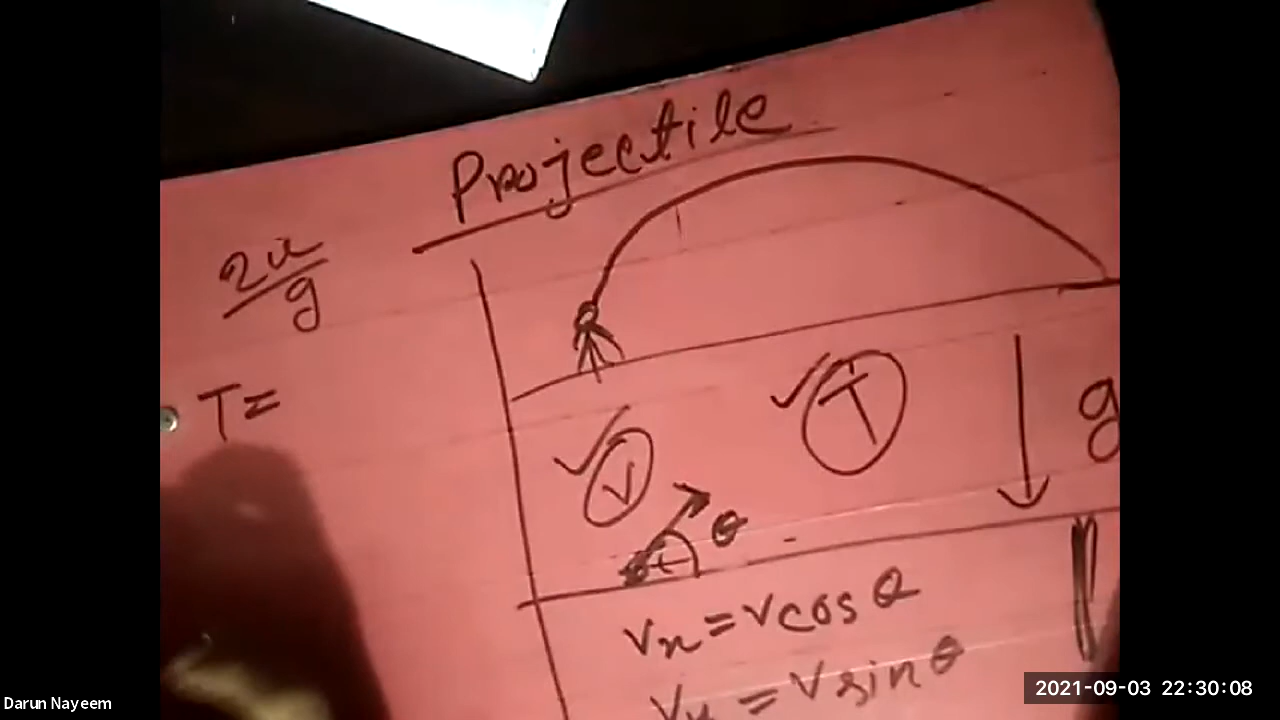 Projectile
2u/g
T=
T
g
V
θ
Vx = V cos θ
Vy = V sin θ
Darun Nayeem
2021-09-03 22:30:08